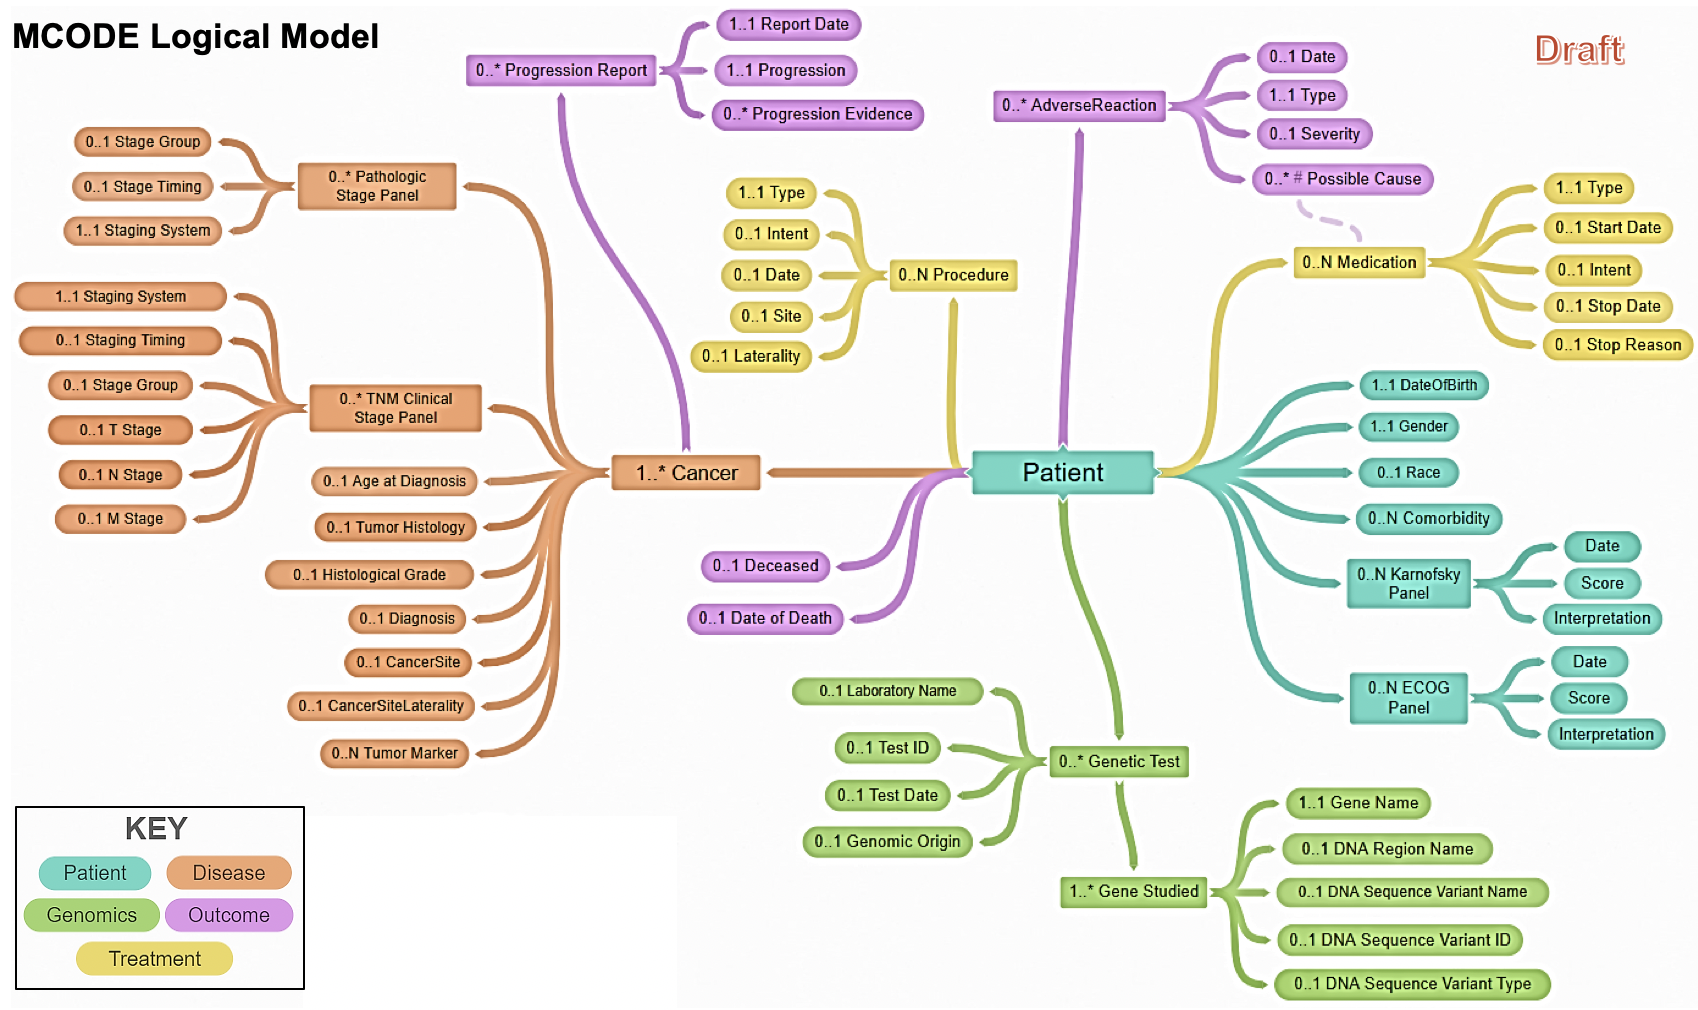 MCODE Logical Model
Draft
0..* Progression Report
1..1 Report Date
1..1 Progression
0..* Progression Evidence
0..* AdverseReaction
0..1 Date
1..1 Type
0..1 Severity
0..* # Possible Cause
0..1 Stage Group
0..1 Stage Timing
1..1 Staging System
0..* Pathologic
Stage Panel
1..1 Type
0..1 Intent
0..1 Date
0..1 Site
0..1 Laterality
0..N Procedure
0..N Medication
1..1 Type
0..1 Start Date
0..1 Intent
0..1 Stop Date
0..1 Stop Reason
1..1 Staging System
0..1 Staging Timing
0..1 Stage Group
0..1 T Stage
0..1 N Stage
0..1 M Stage
0..* TNM Clinical
Stage Panel
1..* Cancer
Patient
0..1 Age at Diagnosis
0..1 Tumor Histology
0..1 Histological Grade
0..1 Diagnosis
0..1 CancerSite
0..1 CancerSiteLaterality
0..N Tumor Marker
0..1 Deceased
0..1 Date of Death
1..1 DateOfBirth
1..1 Gender
0..1 Race
0..N Comorbidity
0..N Karnofsky
Panel
Date
Score
Interpretation
0..N ECOG
Panel
Date
Score
Interpretation
0..1 Laboratory Name
0..1 Test ID
0..1 Test Date
0..1 Genomic Origin
0..* Genetic Test
1..* Gene Studied
1..1 Gene Name
0..1 DNA Region Name
0..1 DNA Sequence Variant Name
0..1 DNA Sequence Variant ID
0..1 DNA Sequence Variant Type
KEY
Patient
Disease
Genomics
Outcome
Treatment